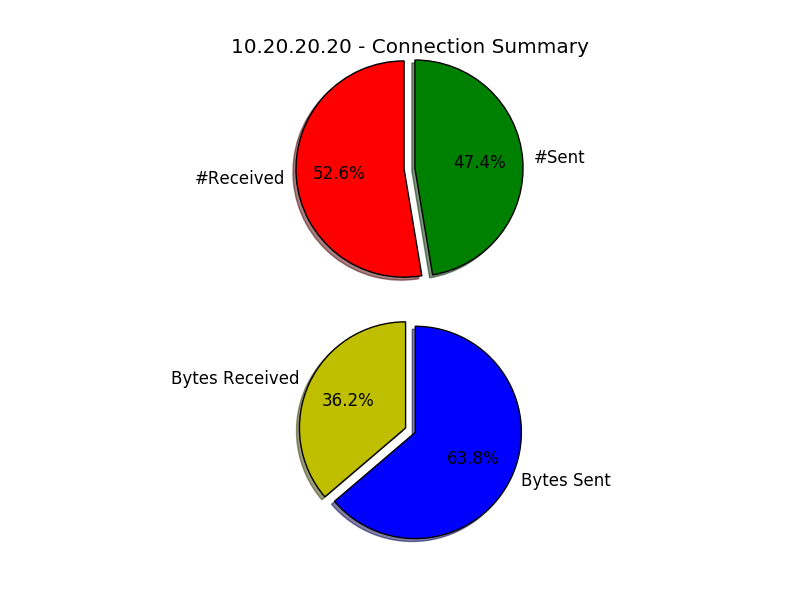 10.20.20.20 - Connection Summary
#Received
52.6%
47.4%
#Sent
Bytes Received
36.2%
63.8%
Bytes Sent